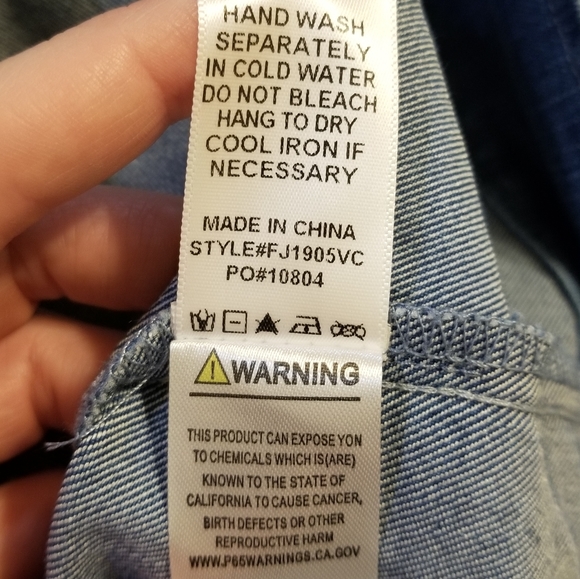 HAND WASH
SEPARATELY
IN COLD WATER
DO NOT BLEACH
HANG TO DRY
COOL IRON IF
NECESSARY
MADE IN CHINA
STYLE#FJ1905VC
PO#10804
WARNING
THIS PRODUCT CAN EXPOSE YON
TO CHEMICALS WHICH IS(ARE)
KNOWN TO THE STATE OF
CALIFORNIA TO CAUSE CANCER,
BIRTH DEFECTS OR OTHER
REPRODUCTIVE HARM
WWW.P65WARNINGS.CA.GOV